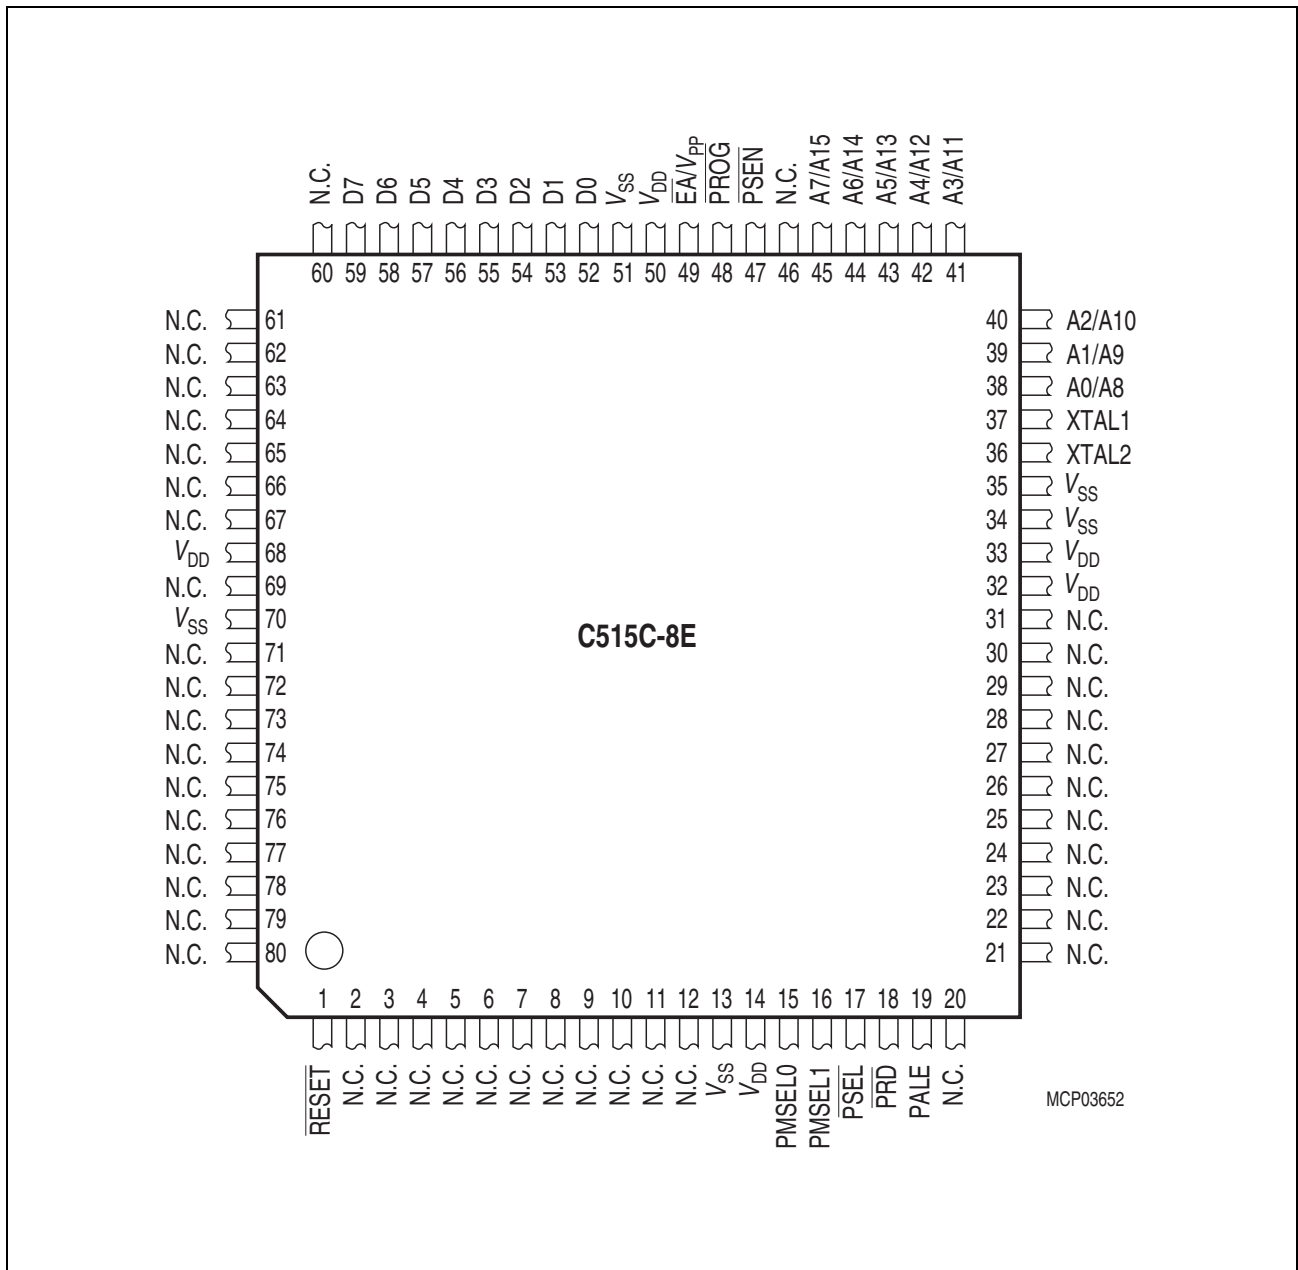 N.C. D7 D6 D5 D4 D3 D2 D1 D0 VSS VDD EA/VPP PROG PSEN N.C. A7/A15 A6/A14 A5/A13 A4/A12 A3/A11
60 59 58 57 56 55 54 53 52 51 50 49 48 47 46 45 44 43 42 41
N.C. 61 40 A2/A10
N.C. 62 39 A1/A9
N.C. 63 38 A0/A8
N.C. 64 37 XTAL1
N.C. 65 36 XTAL2
N.C. 66 35 VSS
N.C. 67 34 VSS
VDD 68 33 VDD
N.C. 69 32 VDD
VSS 70 31 N.C.
C515C-8E
N.C. 71 30 N.C.
N.C. 72 29 N.C.
N.C. 73 28 N.C.
N.C. 74 27 N.C.
N.C. 75 26 N.C.
N.C. 76 25 N.C.
N.C. 77 24 N.C.
N.C. 78 23 N.C.
N.C. 79 22 N.C.
N.C. 80 21 N.C.
1 2 3 4 5 6 7 8 9 10 11 12 13 14 15 16 17 18 19 20
RESET N.C. N.C. N.C. N.C. N.C. N.C. N.C. N.C. N.C. N.C. N.C. VSS VDD PMSEL0 PMSEL1 PSEL PRD PALE N.C.
MCP03652